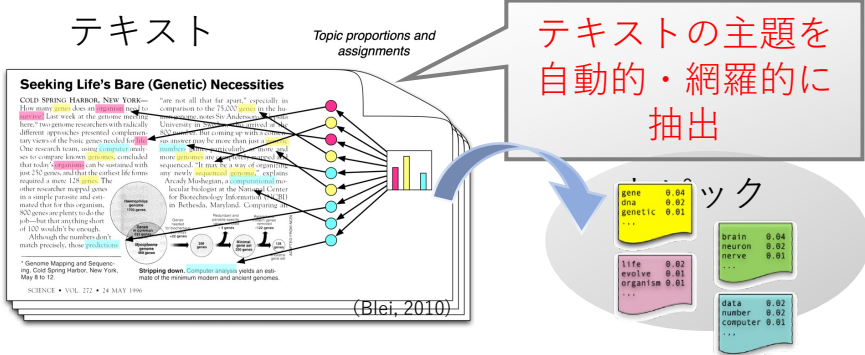 テキスト
Topic proportions and
assignments
テキストの主題を
自動的・網羅的に
抽出
Seeking Life's Bare (Genetic) Necessities
COLD SPRING HARBOR, NEW YORK—
How many genes does an organism need to
survive? Last week at the genome meeting
here,* two genome researchers with radically
different approaches presented complemen-
tary views of the basic genes needed for life.
One research team, using computer analy-
ses to compare known genomes, concluded
that today's organisms can be sustained with
just 250 genes, and that the earliest life forms
required a mere 128 genes. The
other researcher mapped genes
in a simple parasite and esti-
mated that for this organism,
800 genes are plenty to do the
job—but that anything short
of 100 wouldn't be enough.
Although the numbers don't
match precisely, those predictions
* Genome Mapping and Sequenc-
ing, Cold Spring Harbor, New York,
May 8 to 12.
SCIENCE • VOL. 272 • 24 MAY 1996
"are not all that far apart," especially in
comparison to the 75,000 genes in the hu-
man genome, notes Siv Andersson
University in arrived at the
800 number. But coming up with a consen-
sus answer may be more than just a
numbers more and
more genomes are completely mapped and
sequenced. "It may be a way of organizing
any newly sequenced genome," explains
Arcady Mushegian, a computational mo-
lecular biologist at the National Center
for Biotechnology Information (NCBI)
in Bethesda, Maryland. Comparing an
Stripping down. Computer analysis yields an esti-
mate of the minimum modern and ancient genomes.
(Blei, 2010)
ック
gene 0.04
dna 0.02
genetic 0.01
...
life 0.02
evolve 0.01
organism 0.01
...
brain 0.04
neuron 0.02
nerve 0.01
...
data 0.02
number 0.02
computer 0.01
...